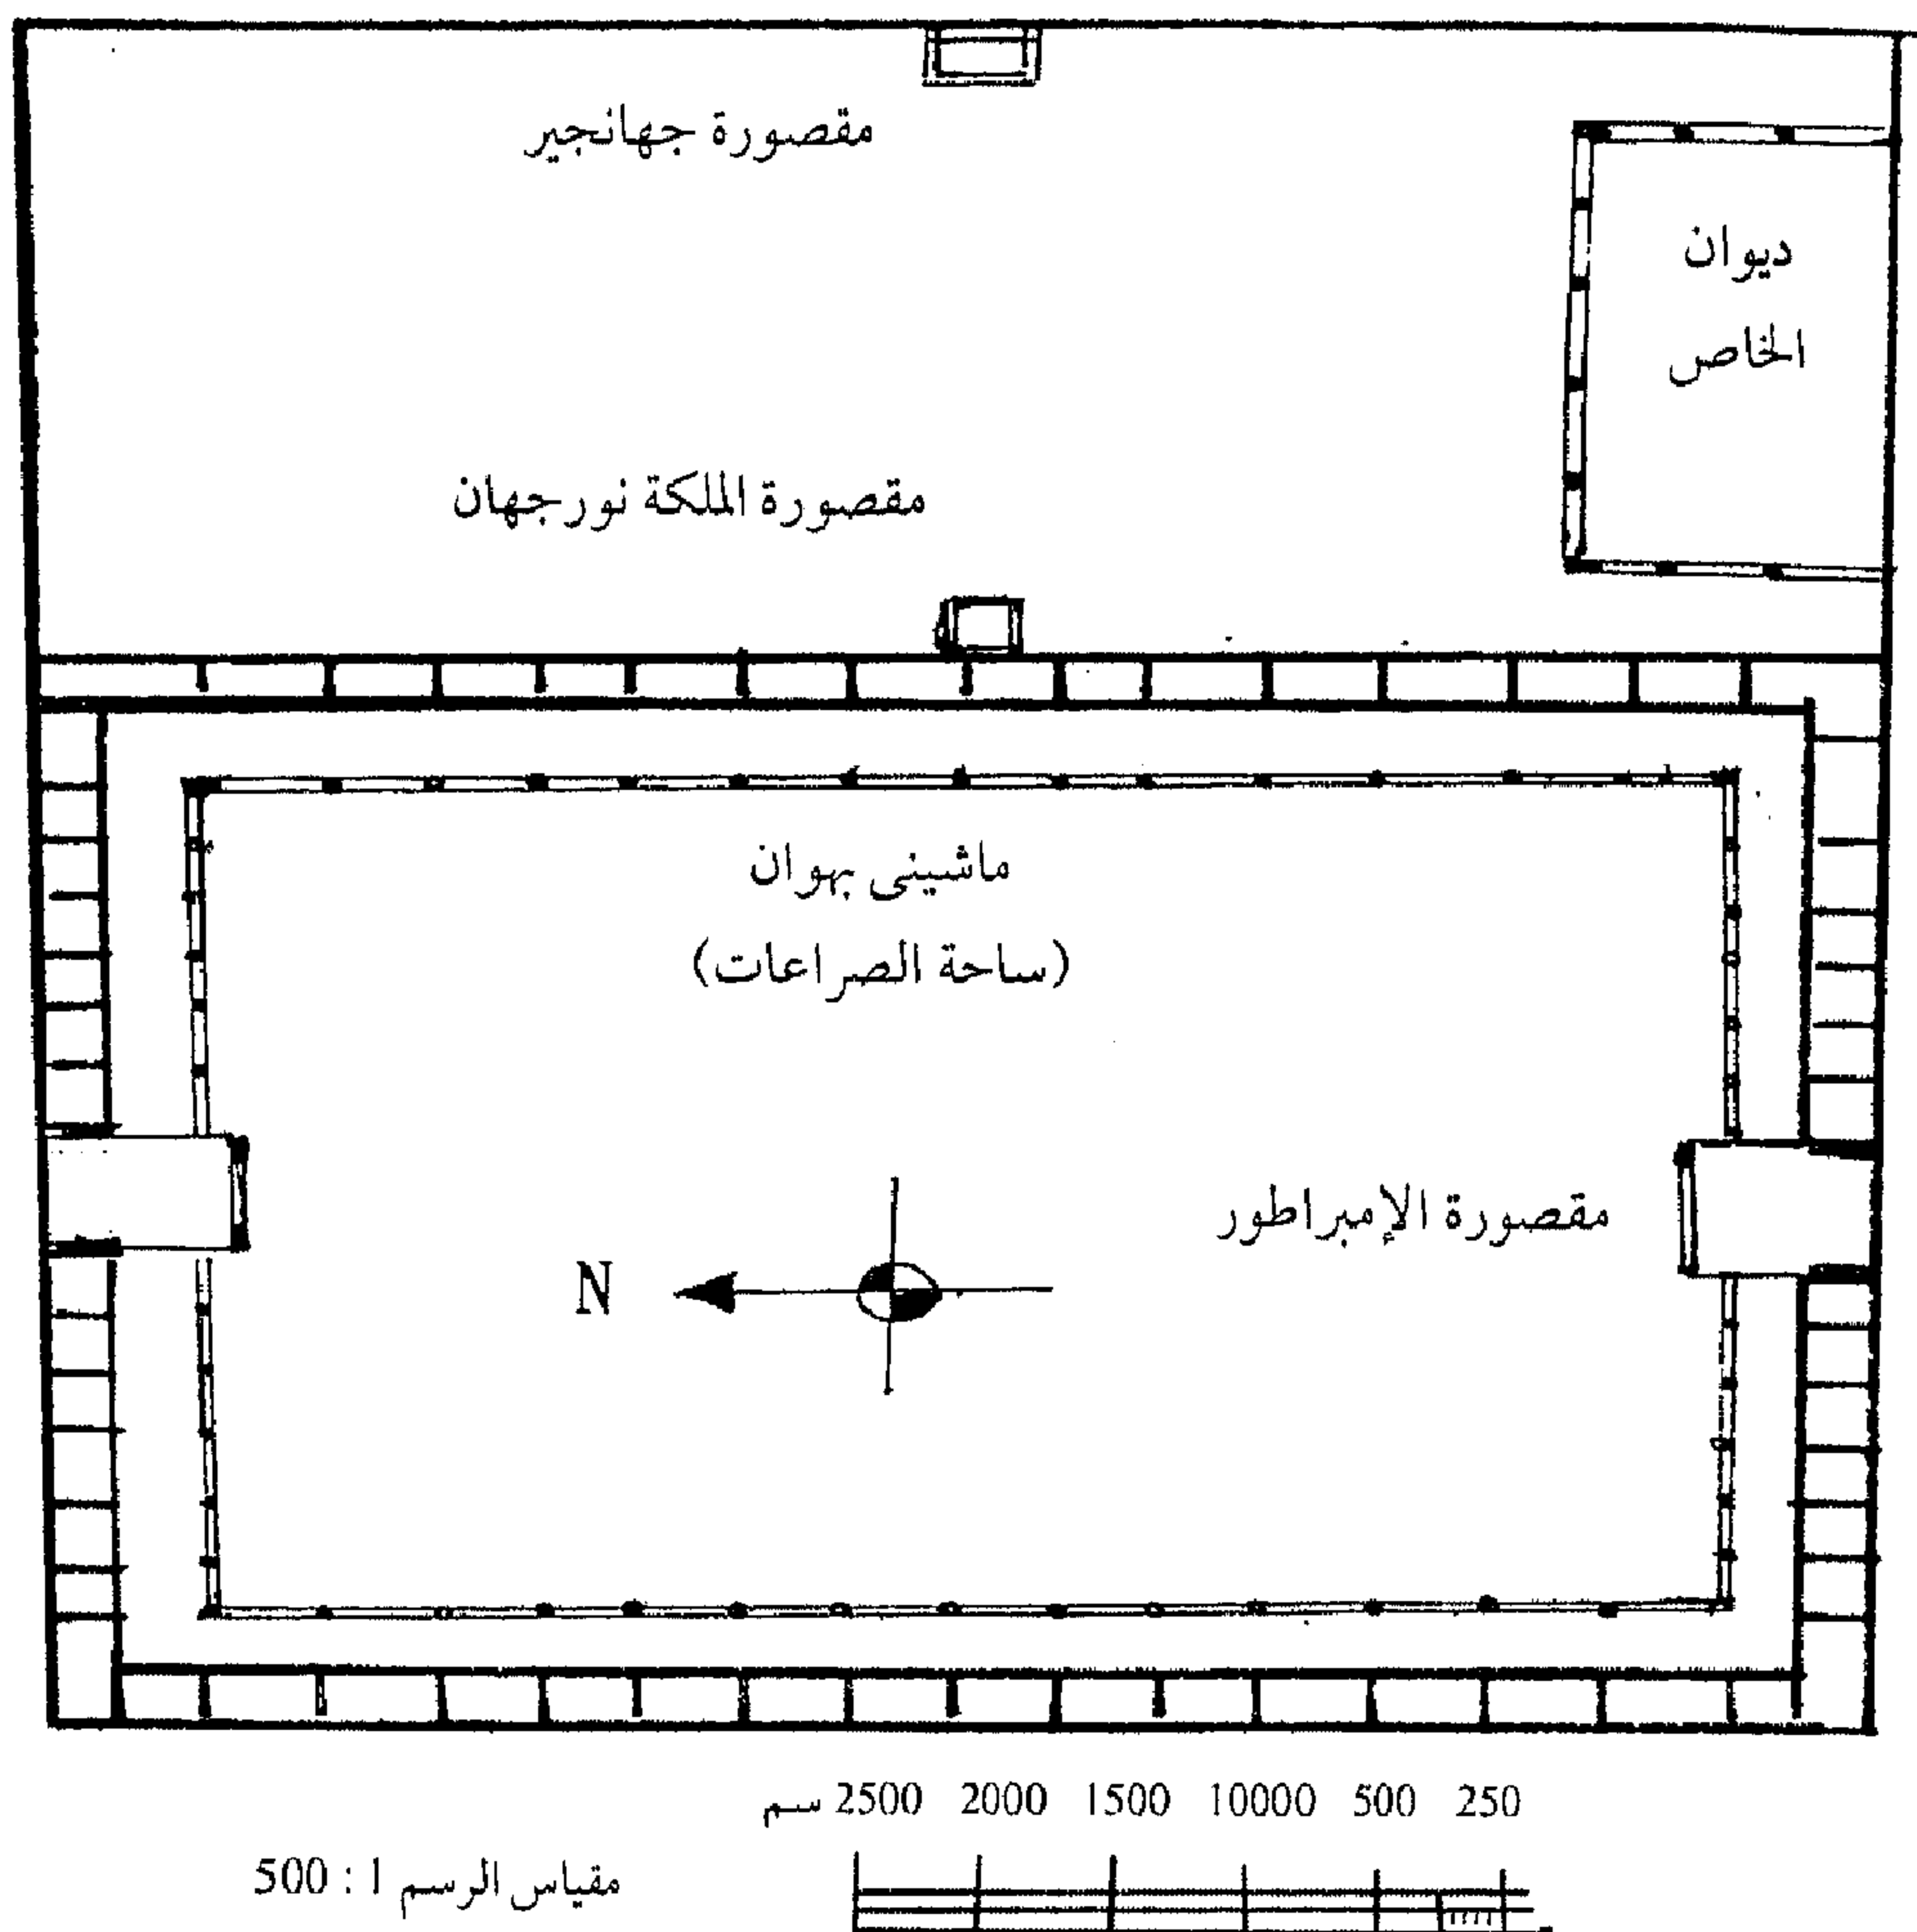 مقصورة جهانجير
ديوان
الخاص
مقصورة الملكة نورجهان
ماشيني بهوان
(ساحة الصراعات)
مقصورة الإمبراطور
N
250 500 10000 1500 2000 2500 سم
مقياس الرسم 1 : 500